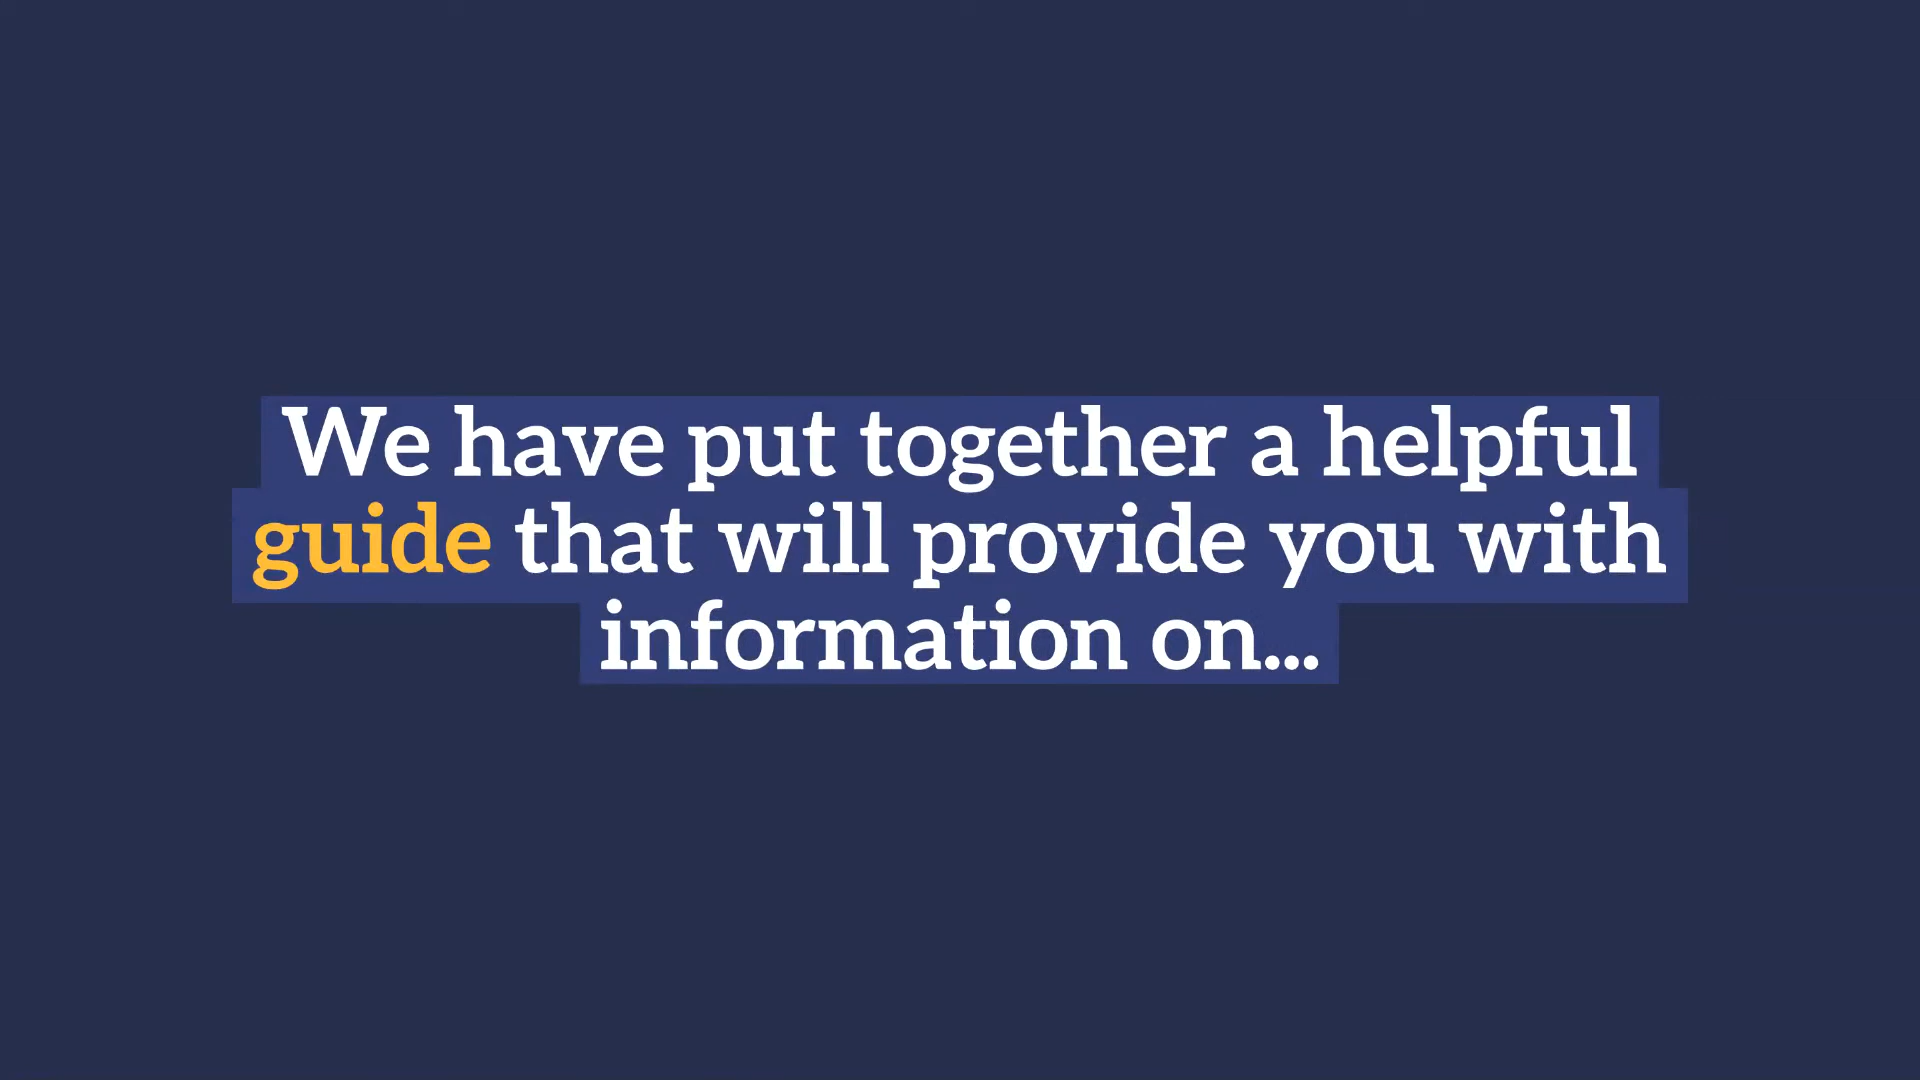 We have put together a helpful
guide that will provide you with
information on...